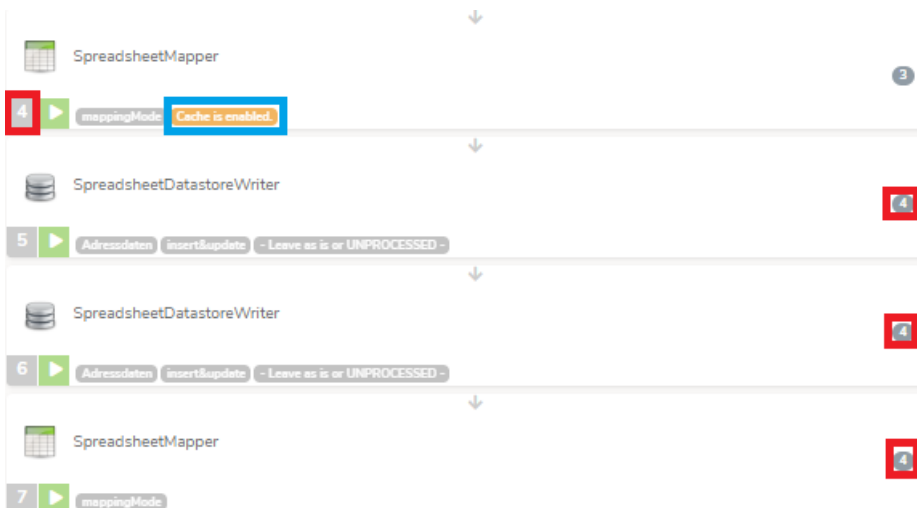 SpreadsheetMapper
3
4 mappingMode Cache is enabled.
SpreadsheetDatastoreWriter
4
5 Adressdaten insert&update - Leave as is or UNPROCESSED -
SpreadsheetDatastoreWriter
4
6 Adressdaten insert&update - Leave as is or UNPROCESSED -
SpreadsheetMapper
4
7 mappingMode